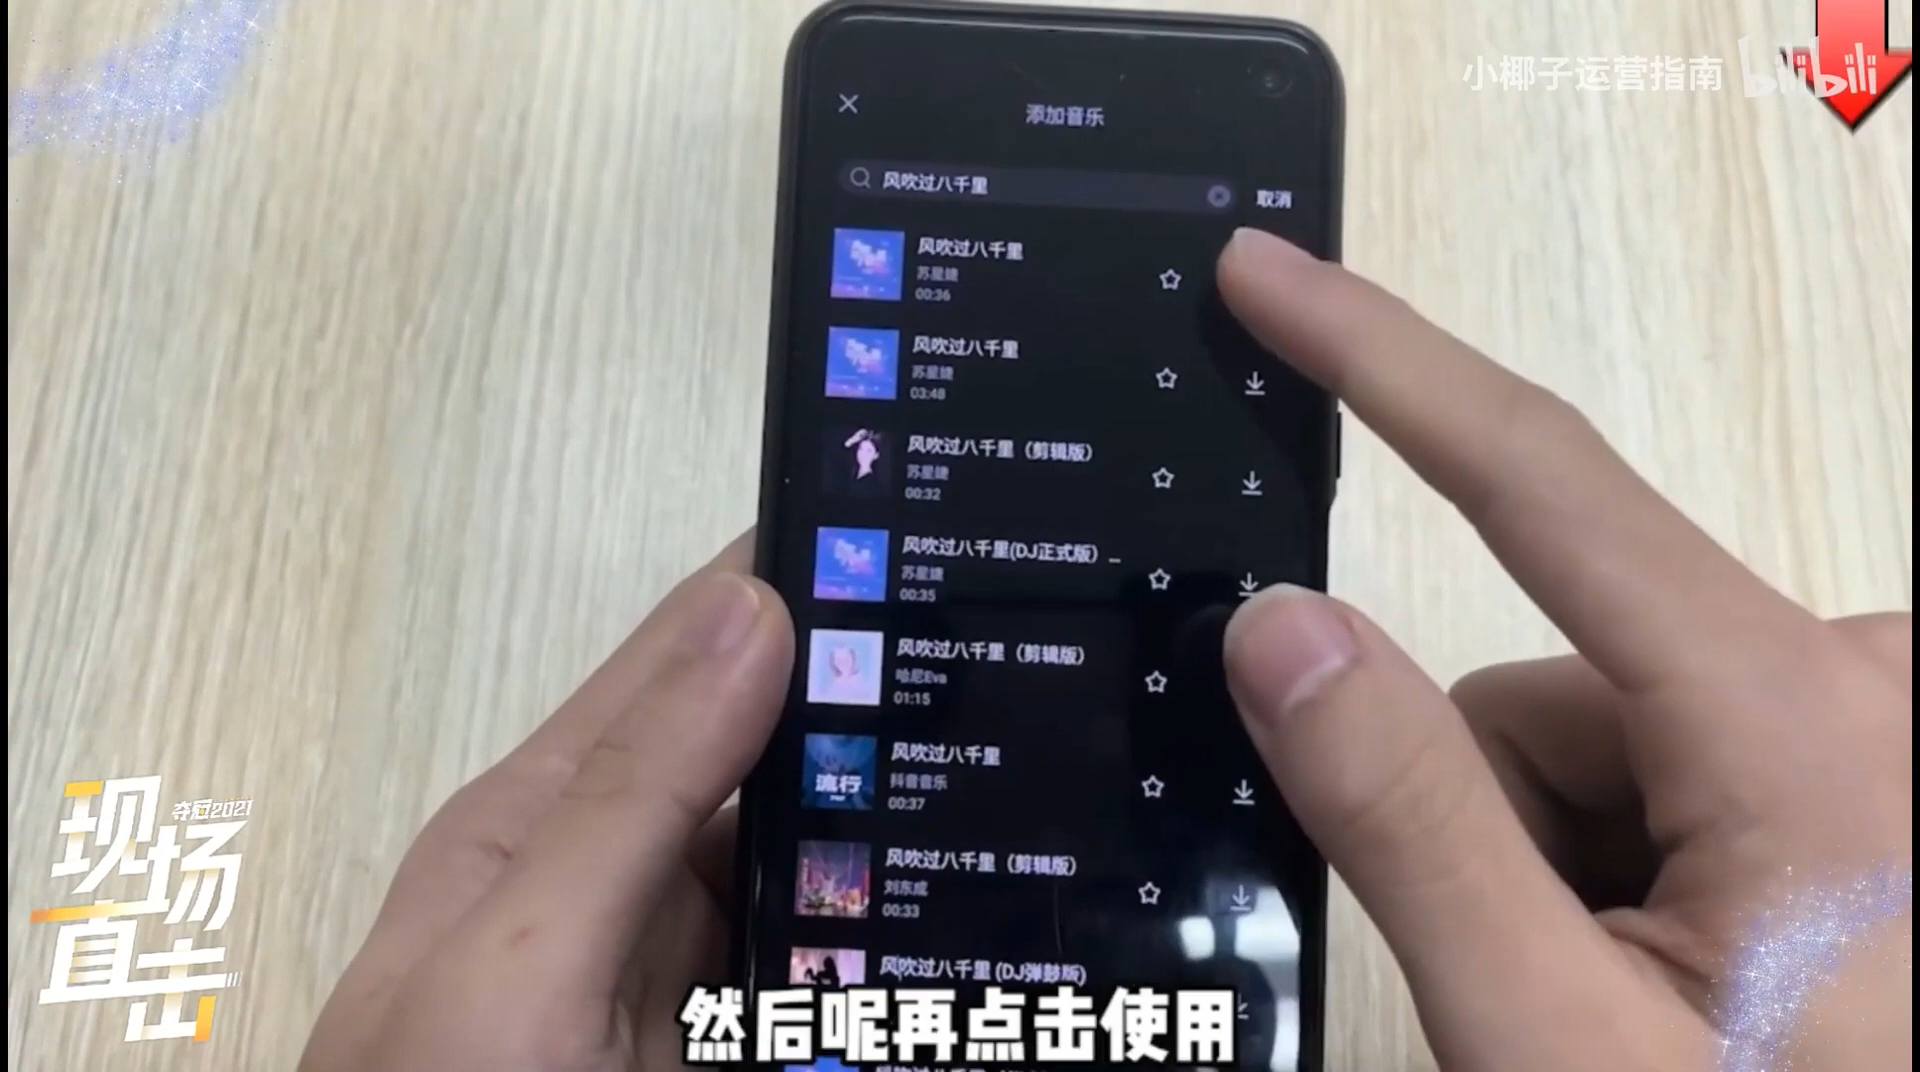 小椰子运营指南 bilibili
添加音乐
风吹过八千里
取消
风吹过八千里
苏星婕
00:36
风吹过八千里
苏星婕
03:48
风吹过八千里（剪辑版）
苏星婕
00:32
风吹过八千里(DJ正式版）...
苏星婕
00:35
风吹过八千里（剪辑版）
哈尼Eva
01:15
流行
风吹过八千里
抖音音乐
00:37
风吹过八千里（剪辑版）
刘东成
00:33
风吹过八千里 (DJ弹鼓版)
夺冠2021
现场
直击
然后呢再点击使用